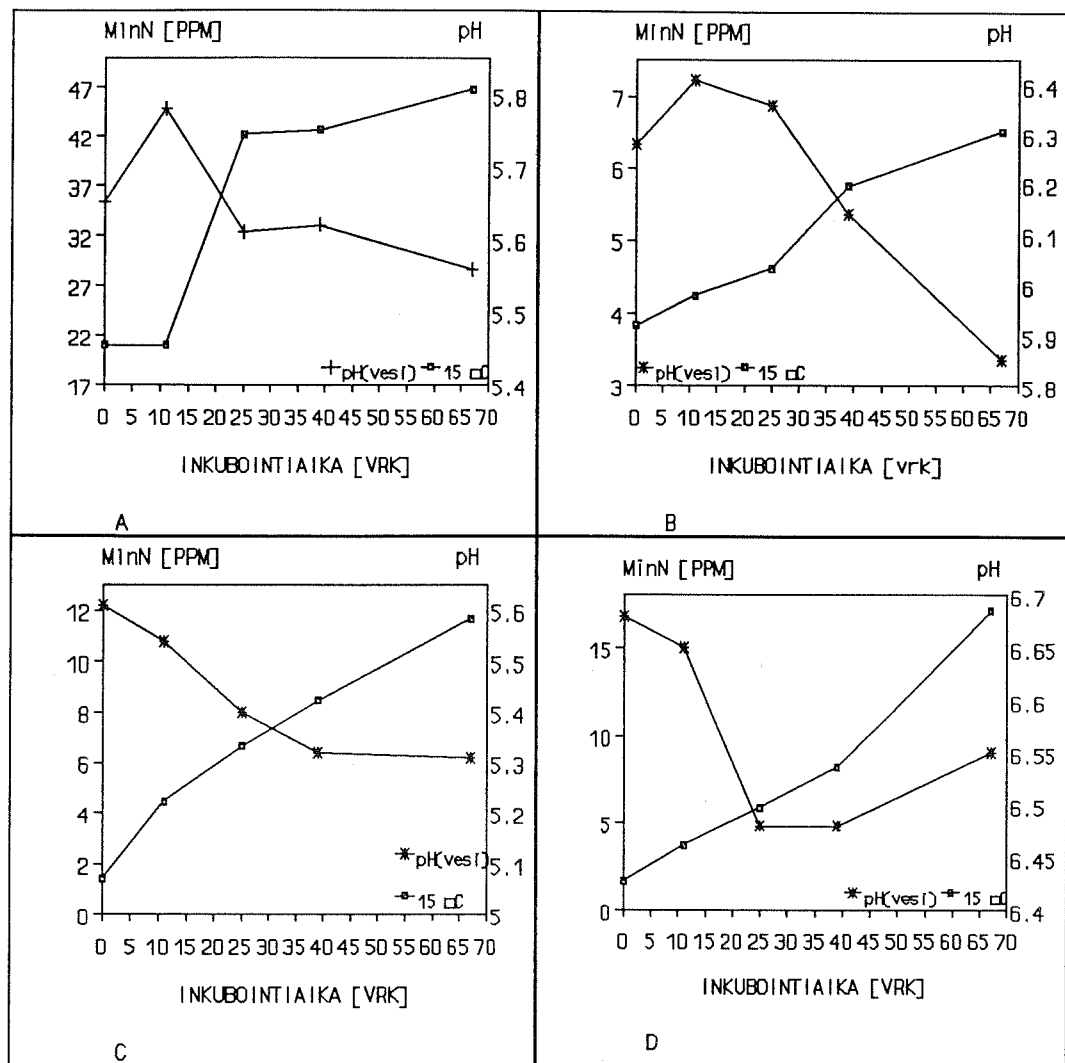 MinN [PPM] pH
47
42
37
32
27
22
17
5.8
5.7
5.6
5.5
5.4
pH(vesi) 15 □C
0 5 10 15 20 25 30 35 40 45 50 55 60 65 70
INKUBOINTIAIKA [VRK]
A
MinN [PPM] pH
7
6
5
4
3
6.4
6.3
6.2
6.1
6
5.9
5.8
pH(vesi) 15 □C
0 5 10 15 20 25 30 35 40 45 50 55 60 65 70
INKUBOINTIAIKA [vrk]
B
MinN [PPM] pH
12
10
8
6
4
2
0
5.6
5.5
5.4
5.3
5.2
5.1
5
pH(vesi)
15 □C
0 5 10 15 20 25 30 35 40 45 50 55 60 65 70
INKUBOINTIAIKA [VRK]
C
MinN [PPM] pH
15
10
5
0
6.7
6.65
6.6
6.55
6.5
6.45
6.4
pH(vesi) 15 □C
0 5 10 15 20 25 30 35 40 45 50 55 60 65 70
INKUBOINTIAIKA [VRK]
D